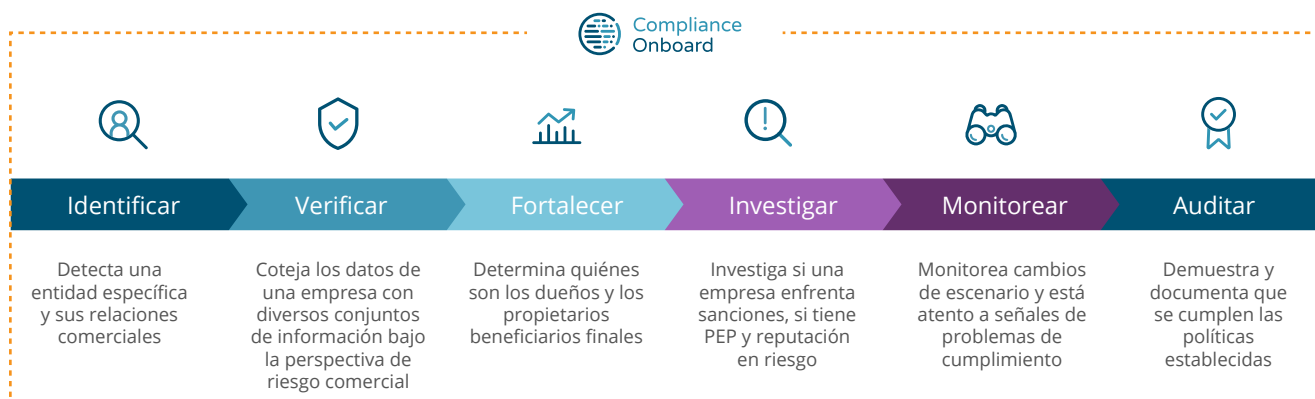 Compliance
Onboard
Identificar
Verificar
Fortalecer
Investigar
Monitorear
Auditar
Detecta una
entidad específica
y sus relaciones
comerciales
Coteja los datos de
una empresa con
diversos conjuntos
de información bajo
la perspectiva de
riesgo comercial
Determina quiénes
son los dueños y los
propietarios
beneficiarios finales
Investiga si una
empresa enfrenta
sanciones, si tiene
PEP y reputación
en riesgo
Monitorea cambios
de escenario y está
atento a señales de
problemas de
cumplimiento
Demuestra y
documenta que
se cumplen las
políticas
establecidas